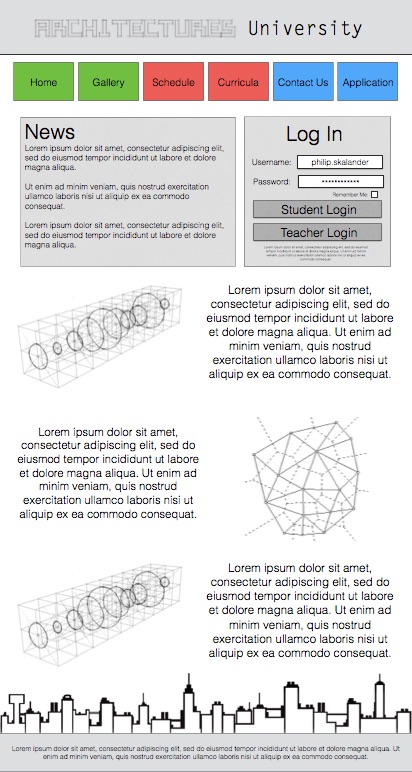 ARCHITECTURES University
Home Gallery Schedule Curricula Contact Us Application
News
Lorem ipsum dolor sit amet, consectetur adipiscing elit,
sed do eiusmod tempor incididunt ut labore et dolore
magna aliqua.
Ut enim ad minim veniam, quis nostrud exercitation
ullamco laboris nisi ut aliquip ex ea commodo
consequat.
Lorem ipsum dolor sit amet, consectetur adipiscing elit,
sed do eiusmod tempor incididunt ut labore et dolore
magna aliqua.
Log In
Username: philip.skalander
Password: ••••••••••••
Remember Me:
Student Login
Teacher Login
Lorem ipsum dolor sit amet,
consectetur adipiscing elit, sed do
eiusmod tempor incididunt ut labore
et dolore magna aliqua. Ut enim ad
minim veniam, quis nostrud
exercitation ullamco laboris nisi ut
aliquip ex ea commodo consequat.
Lorem ipsum dolor sit amet,
consectetur adipiscing elit, sed do
eiusmod tempor incididunt ut labore
et dolore magna aliqua. Ut enim ad
minim veniam, quis nostrud
exercitation ullamco laboris nisi ut
aliquip ex ea commodo consequat.
Lorem ipsum dolor sit amet,
consectetur adipiscing elit, sed do
eiusmod tempor incididunt ut labore
et dolore magna aliqua. Ut enim ad
minim veniam, quis nostrud
exercitation ullamco laboris nisi ut
aliquip ex ea commodo consequat.
Lorem ipsum dolor sit amet, consectetur adipiscing elit, sed do eiusmod tempor incididunt ut labore et dolore
magna aliqua. Ut enim ad minim veniam, quis nostrud